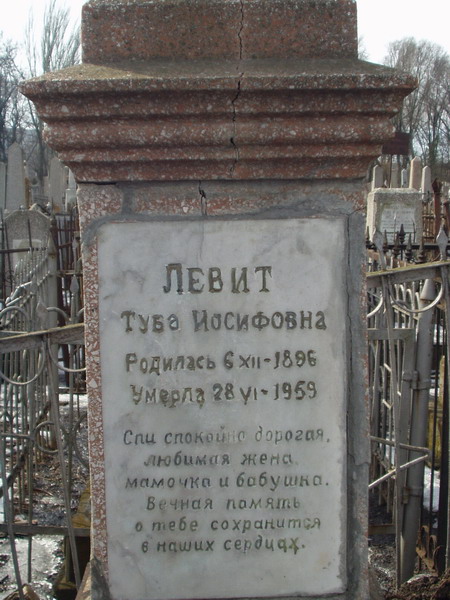 ЛЕВИТ
Туба Иосифовна
Родилась 6 XII-1896
Умерла 28 VI-1959
Спи спокойно дорогая,
любимая жена
мамочка и бабушка.
Вечная память
о тебе сохранится
в наших сердцах.